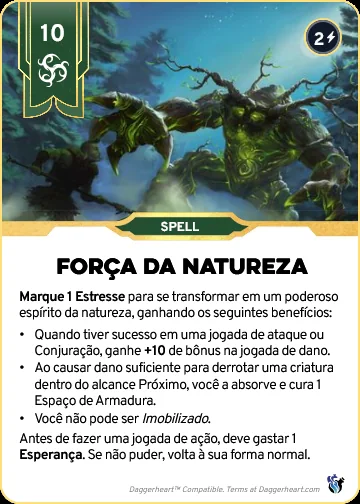 10
2
SPELL
FORÇA DA NATUREZA
Marque 1 Estresse para se transformar em um poderoso
espírito da natureza, ganhando os seguintes benefícios:
• Quando tiver sucesso em uma jogada de ataque ou
Conjuração, ganhe +10 de bônus na jogada de dano.
• Ao causar dano suficiente para derrotar uma criatura
dentro do alcance Próximo, você a absorve e cura 1
Espaço de Armadura.
• Você não pode ser Imobilizado.
Antes de fazer uma jogada de ação, deve gastar 1
Esperança. Se não puder, volta à sua forma normal.
Daggerheart™ Compatible. Terms at Daggerheart.com